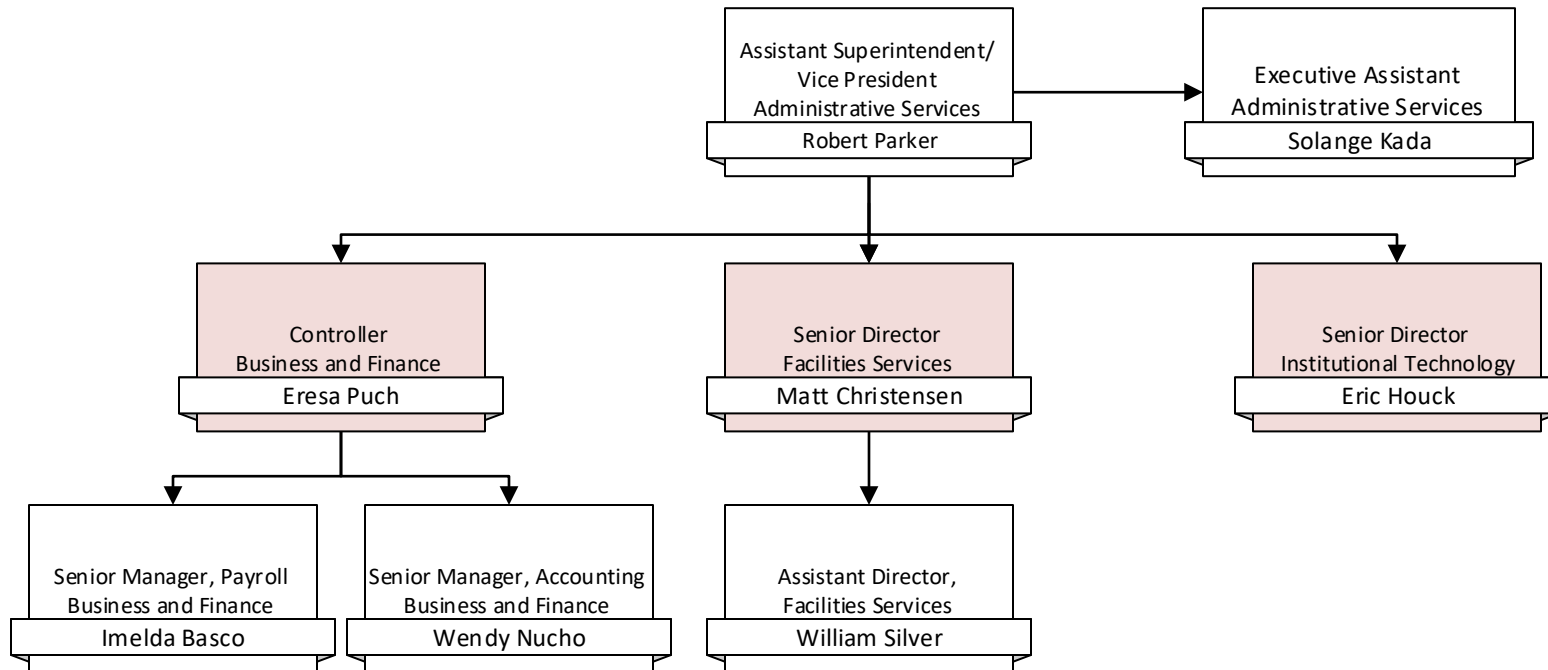 Assistant Superintendent/
Vice President
Administrative Services
Robert Parker
Executive Assistant
Administrative Services
Solange Kada
Controller
Business and Finance
Eresa Puch
Senior Director
Facilities Services
Matt Christensen
Senior Director
Institutional Technology
Eric Houck
Senior Manager, Payroll
Business and Finance
Imelda Basco
Senior Manager, Accounting
Business and Finance
Wendy Nucho
Assistant Director,
Facilities Services
William Silver